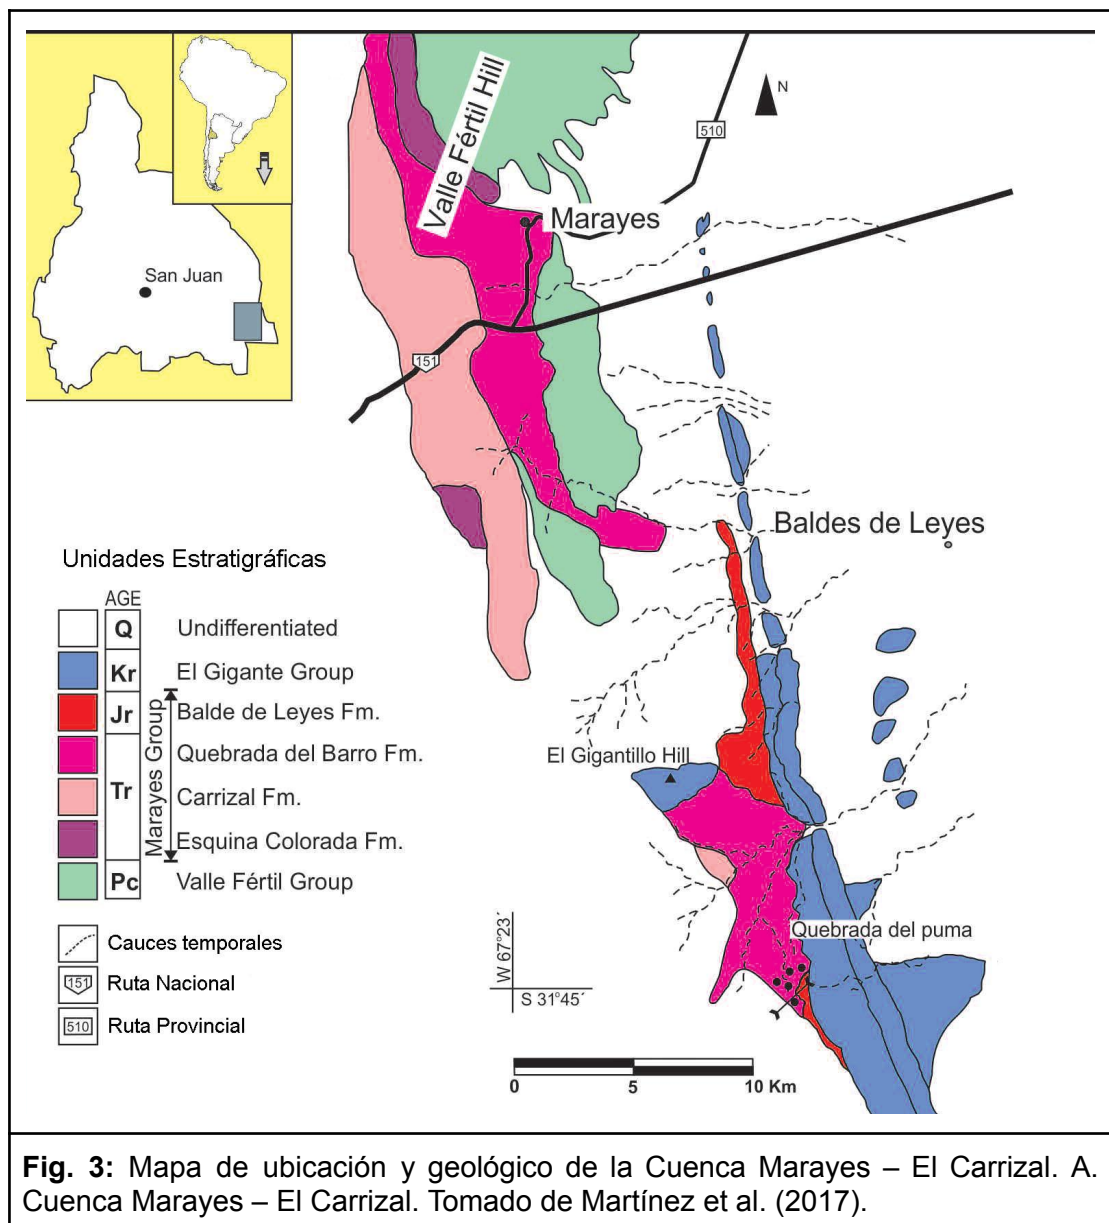 San Juan
Valle Fértil Hill
N
510
Marayes
151
Baldes de Leyes
Unidades Estratigráficas
AGE
Q Undifferentiated
Kr El Gigante Group
Jr Balde de Leyes Fm.
Quebrada del Barro Fm.
Tr Carrizal Fm.
Esquina Colorada Fm.
Pc Valle Fértil Group
Marayes Group
El Gigantillo Hill
Quebrada del puma
Cauces temporales
151 Ruta Nacional
510 Ruta Provincial
W 67°23´
S 31°45´
0 5 10 Km
Fig. 3: Mapa de ubicación y geológico de la Cuenca Marayes – El Carrizal. A.
Cuenca Marayes – El Carrizal. Tomado de Martínez et al. (2017).